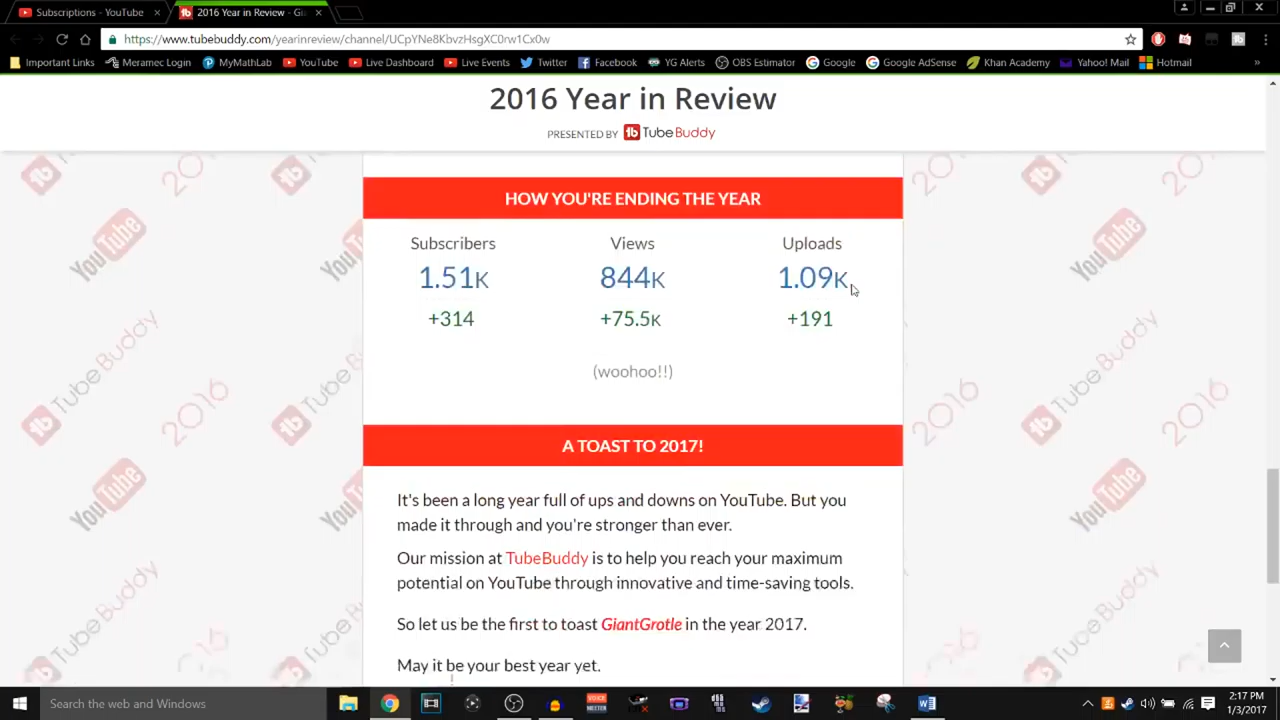 Subscriptions - YouTube
2016 Year in Review - Gi
https://www.tubebuddy.com/yearinreview/channel/UCpYNe8KbvzHsgXC0rw1Cx0w
Important Links
Meramec Login
MyMathLab
YouTube
Live Dashboard
Live Events
Twitter
Facebook
YG Alerts
OBS Estimator
Google
Google AdSense
Khan Academy
Yahoo! Mail
Hotmail
2016 Year in Review
PRESENTED BY TubeBuddy
HOW YOU'RE ENDING THE YEAR
Subscribers Views Uploads
1.51K 844K 1.09K
+314 +75.5K +191
(woohoo!!)
A TOAST TO 2017!
It's been a long year full of ups and downs on YouTube. But you
made it through and you're stronger than ever.
Our mission at TubeBuddy is to help you reach your maximum
potential on YouTube through innovative and time-saving tools.
So let us be the first to toast GiantGrotle in the year 2017.
May it be your best year yet.
Search the web and Windows
2:17 PM
1/3/2017